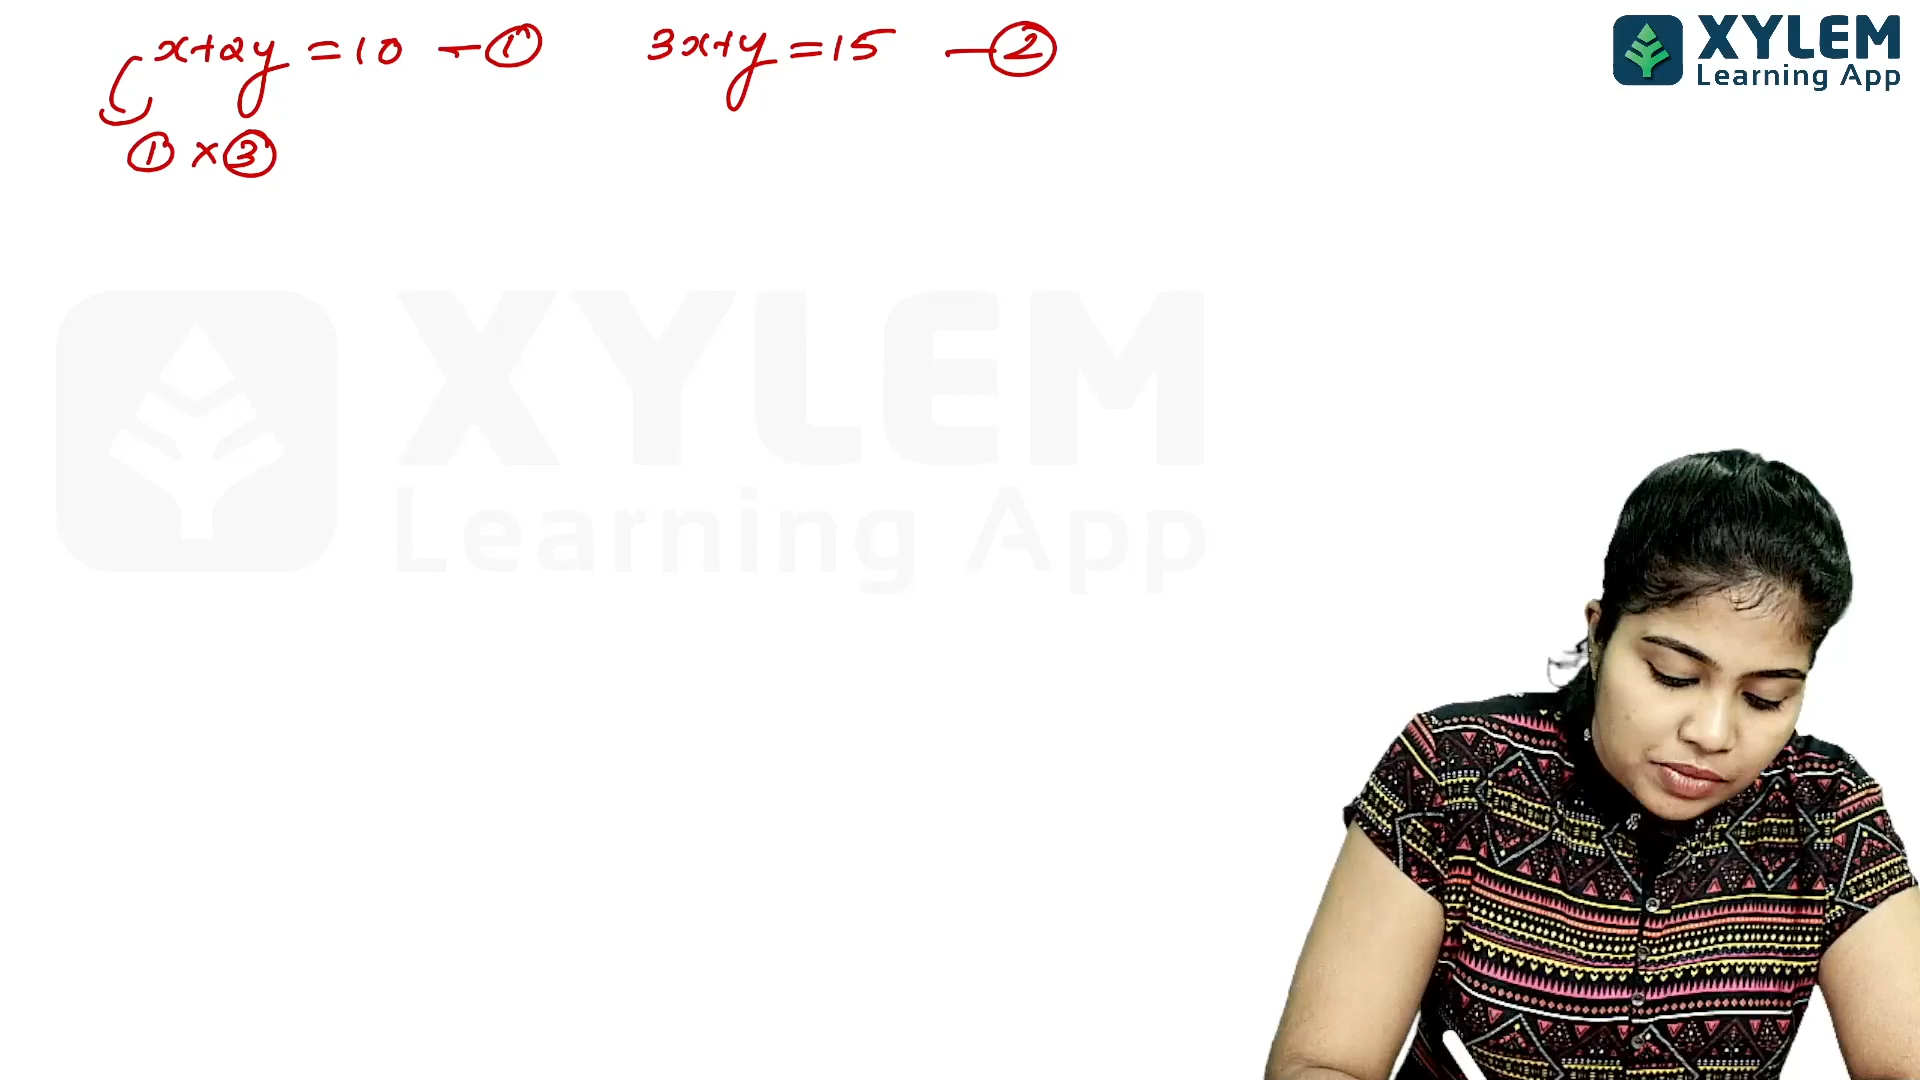 x+2y = 10 — ① 3x+y = 15 — ②
① × ③
XYLEM
Learning App
XYLEM
Learning App